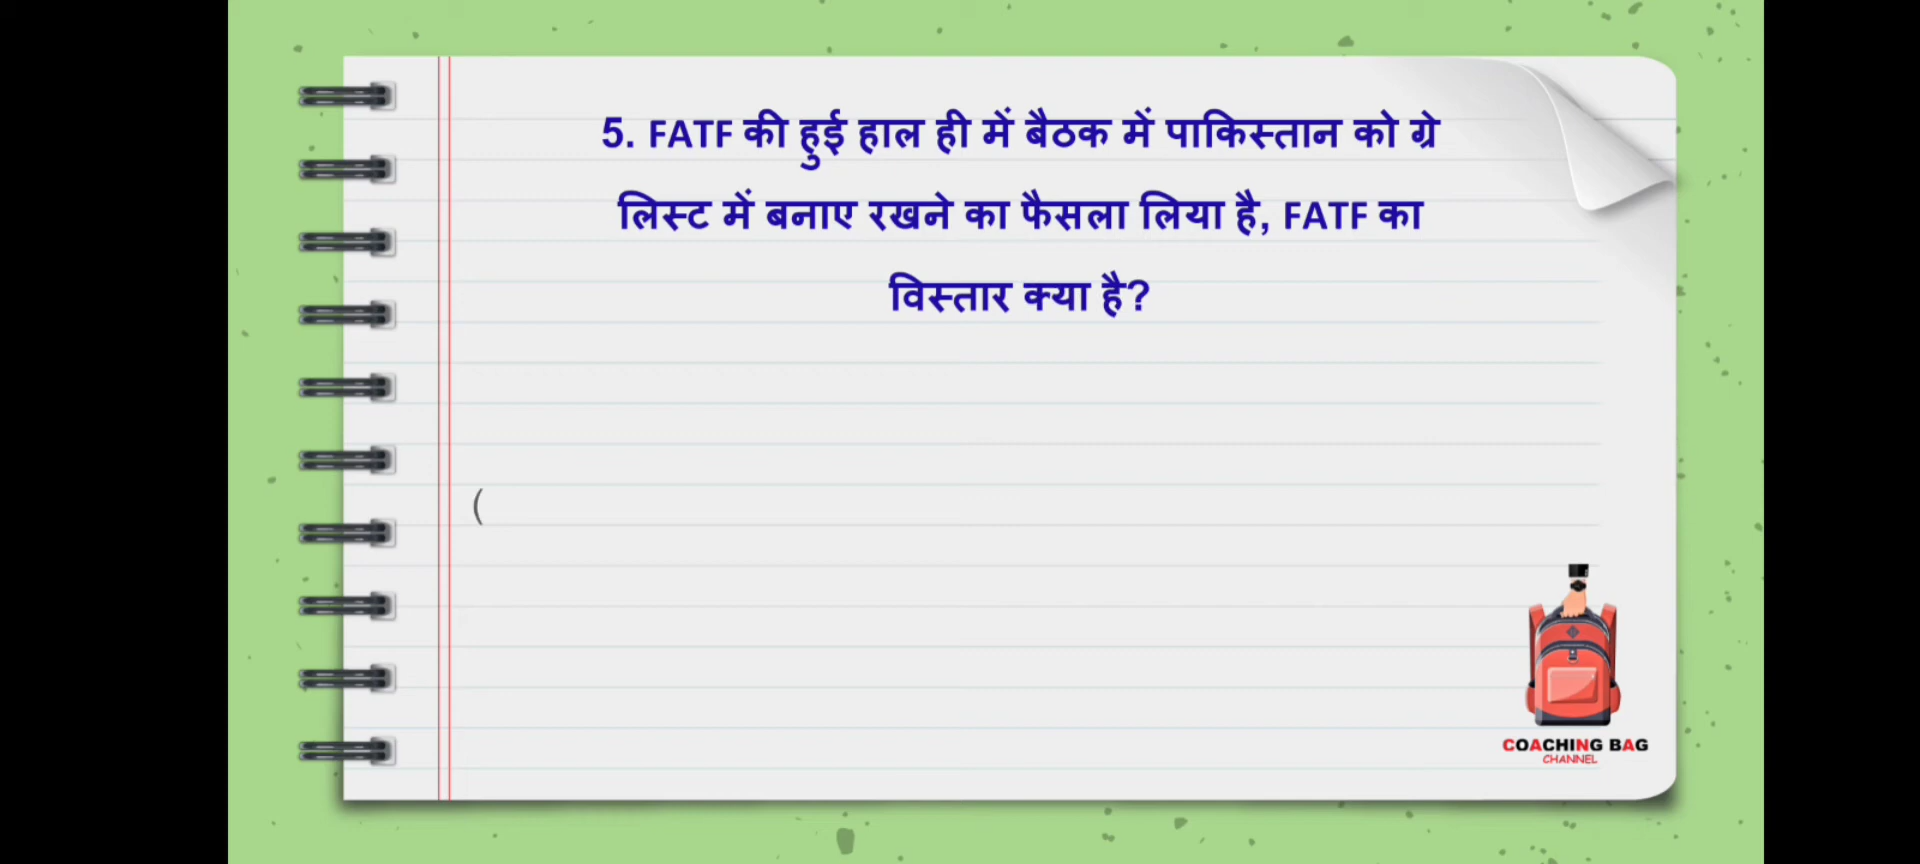 5. FATF की हुई हाल ही में बैठक में पाकिस्तान को ग्रे
लिस्ट में बनाए रखने का फैसला लिया है, FATF का
विस्तार क्या है?
(
COACHING BAG
CHANNEL